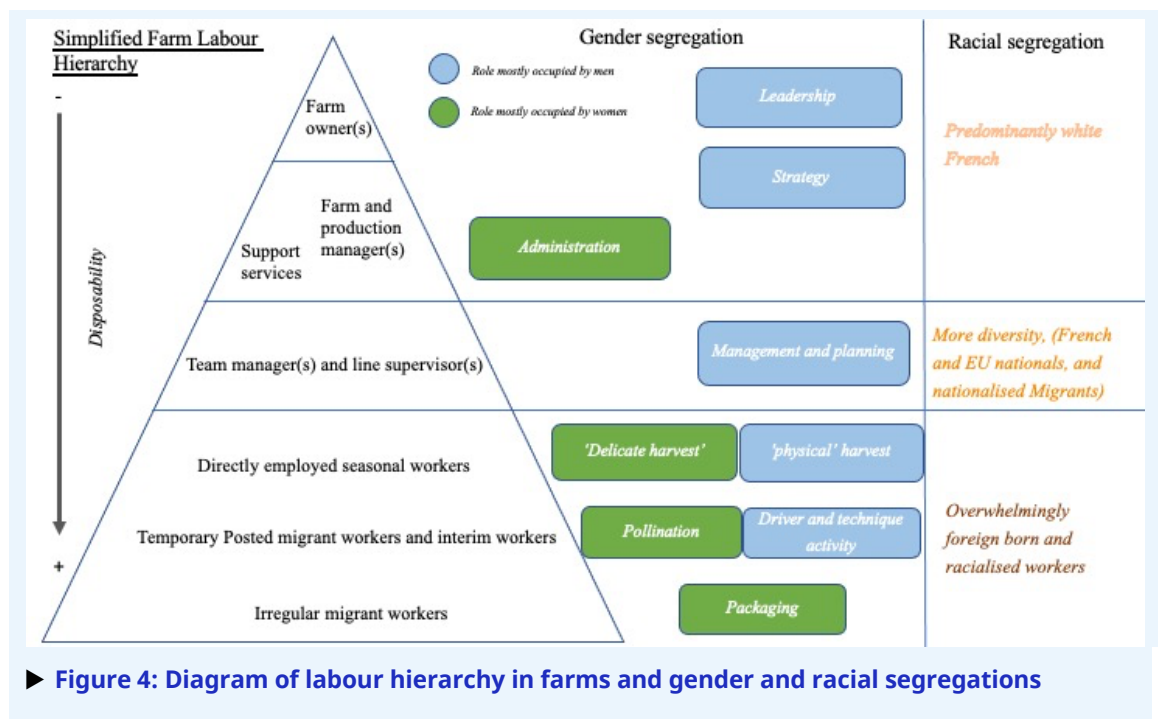 Simplified Farm Labour
Hierarchy
-
Disposability
+
Farm
owner(s)
Support
services
Farm and
production
manager(s)
Team manager(s) and line supervisor(s)
Directly employed seasonal workers
Temporary Posted migrant workers and interim workers
Irregular migrant workers
Gender segregation
Role mostly occupied by men
Role mostly occupied by women
Leadership
Strategy
Administration
Management and planning
'Delicate harvest'
'physical' harvest
Pollination
Driver and technique
activity
Packaging
Racial segregation
Predominantly white
French
More diversity, (French
and EU nationals, and
nationalised Migrants)
Overwhelmingly
foreign born and
racialised workers
▶ Figure 4: Diagram of labour hierarchy in farms and gender and racial segregations